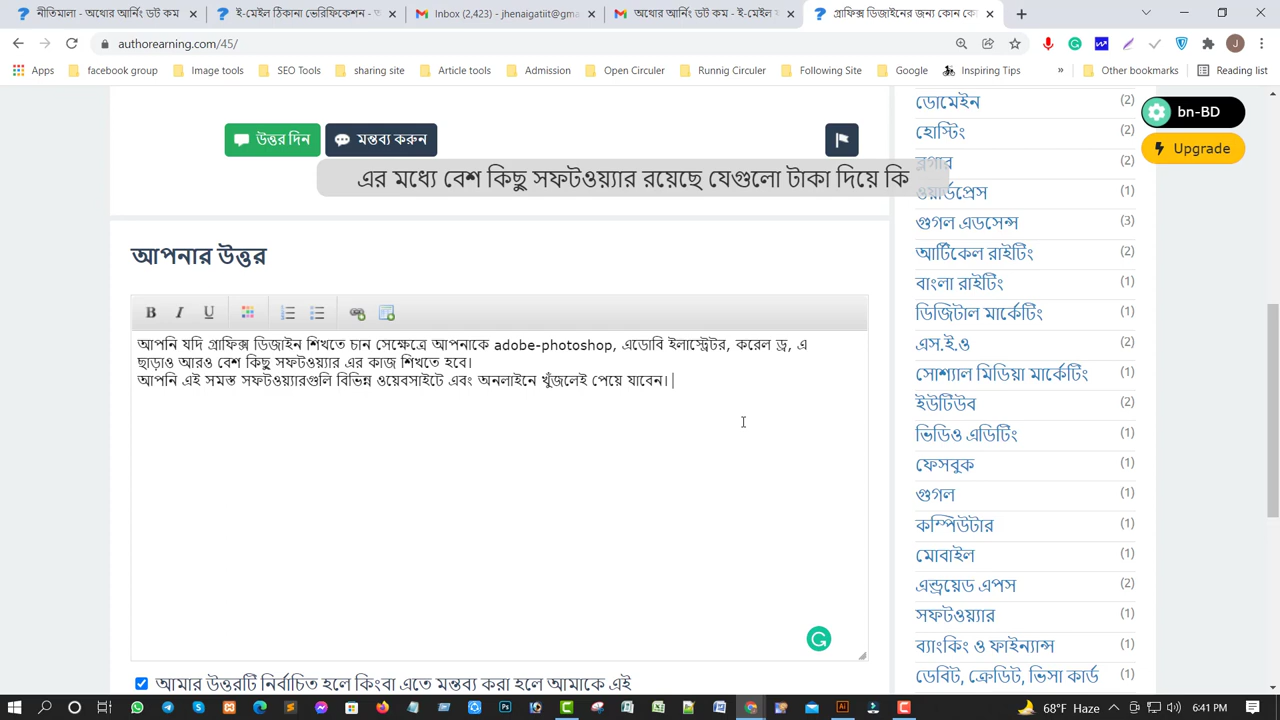 নীতিমালা - অথোর আর্নিং ডট কম
ই-মেইল ঠিকানা ভেরিফিকেশন -
Inbox (2,423) - jhenaigatiit@gma
অথোর আর্নিং ডট কম - ই-মেইল
গ্রাফিক্স ডিজাইনের জন্য কোন কো
authorearning.com/45/
J
Apps
facebook group
Image tools
SEO Tools
sharing site
Article tools
Admission
Open Circuler
Runnig Circuler
Following Site
Google
Inspiring Tips
»
Other bookmarks
Reading list
bn-BD
Upgrade
উত্তর দিন
মন্তব্য করুন
এর মধ্যে বেশ কিছু সফটওয়্যার রয়েছে যেগুলো টাকা দিয়ে কি
আপনার উত্তর
B I U
আপনি যদি গ্রাফিক্স ডিজাইন শিখতে চান সেক্ষেত্রে আপনাকে adobe-photoshop, এডোবি ইলাস্ট্রেটর, করেল ড্র, এ
ছাড়াও আরও বেশ কিছু সফটওয়্যার এর কাজ শিখতে হবে।
আপনি এই সমস্ত সফটওয়্যারগুলি বিভিন্ন ওয়েবসাইটে এবং অনলাইনে খুঁজলেই পেয়ে যাবেন।
আমার উত্তরটি নির্বাচিত হলে কিংবা এতে মন্তব্য করা হলে আমাকে এই
ডোমেইন (2)
হোস্টিং (2)
ব্লগার (2)
ওয়ার্ডপ্রেস (1)
গুগল এডসেন্স (3)
আর্টিকেল রাইটিং (2)
বাংলা রাইটিং (1)
ডিজিটাল মার্কেটিং (1)
এস.ই.ও (1)
সোশ্যাল মিডিয়া মার্কেটিং (1)
ইউটিউব (2)
ভিডিও এডিটিং (1)
ফেসবুক (1)
গুগল (1)
কম্পিউটার (1)
মোবাইল (1)
এন্ড্রয়েড এপস (2)
সফটওয়্যার (1)
ব্যাংকিং ও ফাইন্যান্স (1)
ডেবিট, ক্রেডিট, ভিসা কার্ড (1)
68°F Haze
6:41 PM